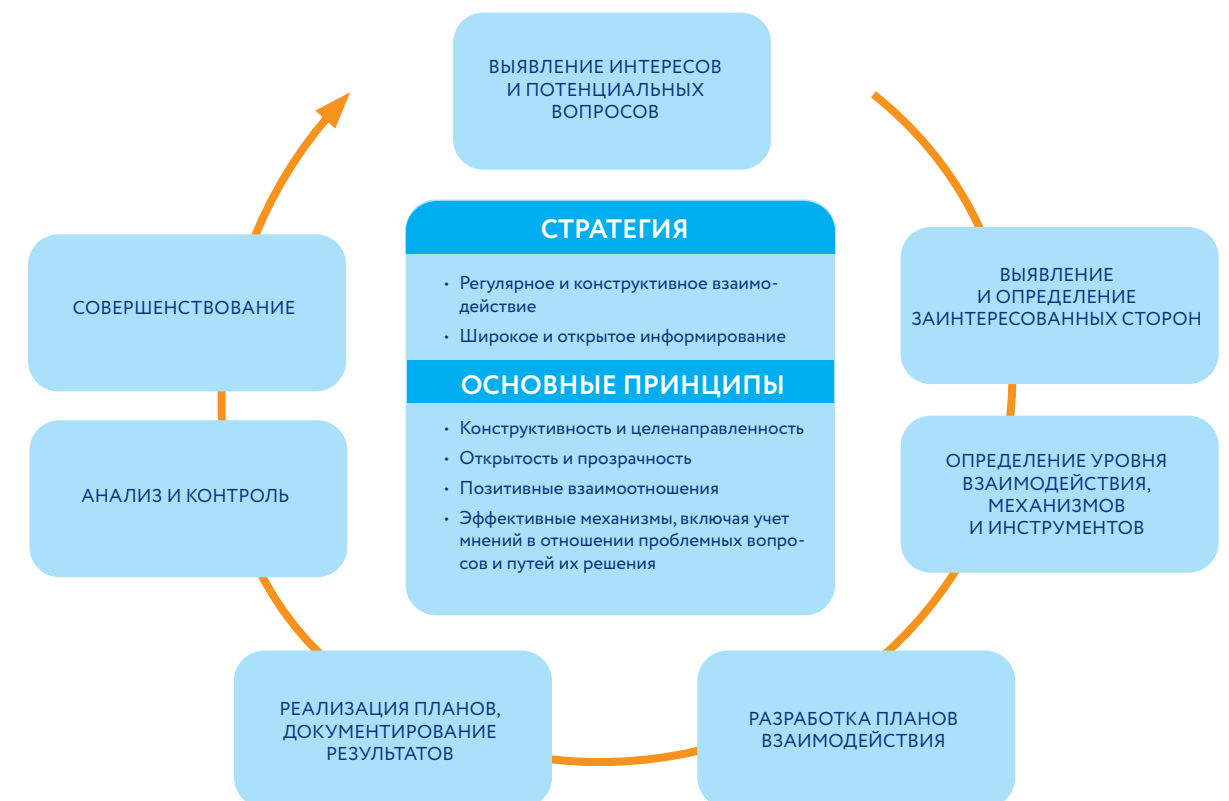 ВЫЯВЛЕНИЕ ИНТЕРЕСОВ
И ПОТЕНЦИАЛЬНЫХ
ВОПРОСОВ
СТРАТЕГИЯ
• Регулярное и конструктивное взаимо-
действие
• Широкое и открытое информирование
ОСНОВНЫЕ ПРИНЦИПЫ
• Конструктивность и целенаправленность
• Открытость и прозрачность
• Позитивные взаимоотношения
• Эффективные механизмы, включая учет
мнений в отношении проблемных вопро-
сов и путей их решения
ВЫЯВЛЕНИЕ
И ОПРЕДЕЛЕНИЕ
ЗАИНТЕРЕСОВАННЫХ СТОРОН
ОПРЕДЕЛЕНИЕ УРОВНЯ
ВЗАИМОДЕЙСТВИЯ,
МЕХАНИЗМОВ
И ИНСТРУМЕНТОВ
РАЗРАБОТКА ПЛАНОВ
ВЗАИМОДЕЙСТВИЯ
РЕАЛИЗАЦИЯ ПЛАНОВ,
ДОКУМЕНТИРОВАНИЕ
РЕЗУЛЬТАТОВ
АНАЛИЗ И КОНТРОЛЬ
СОВЕРШЕНСТВОВАНИЕ